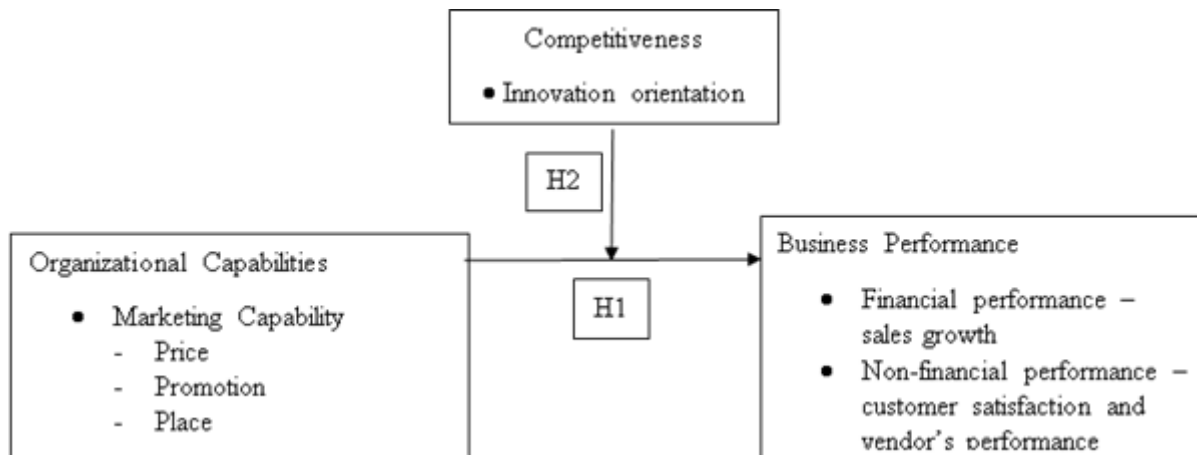 Competitiveness
● Innovation orientation
H2
Organizational Capabilities
● Marketing Capability
- Price
- Promotion
- Place
H1
Business Performance
● Financial performance –
sales growth
● Non-financial performance –
customer satisfaction and
vendor's performance